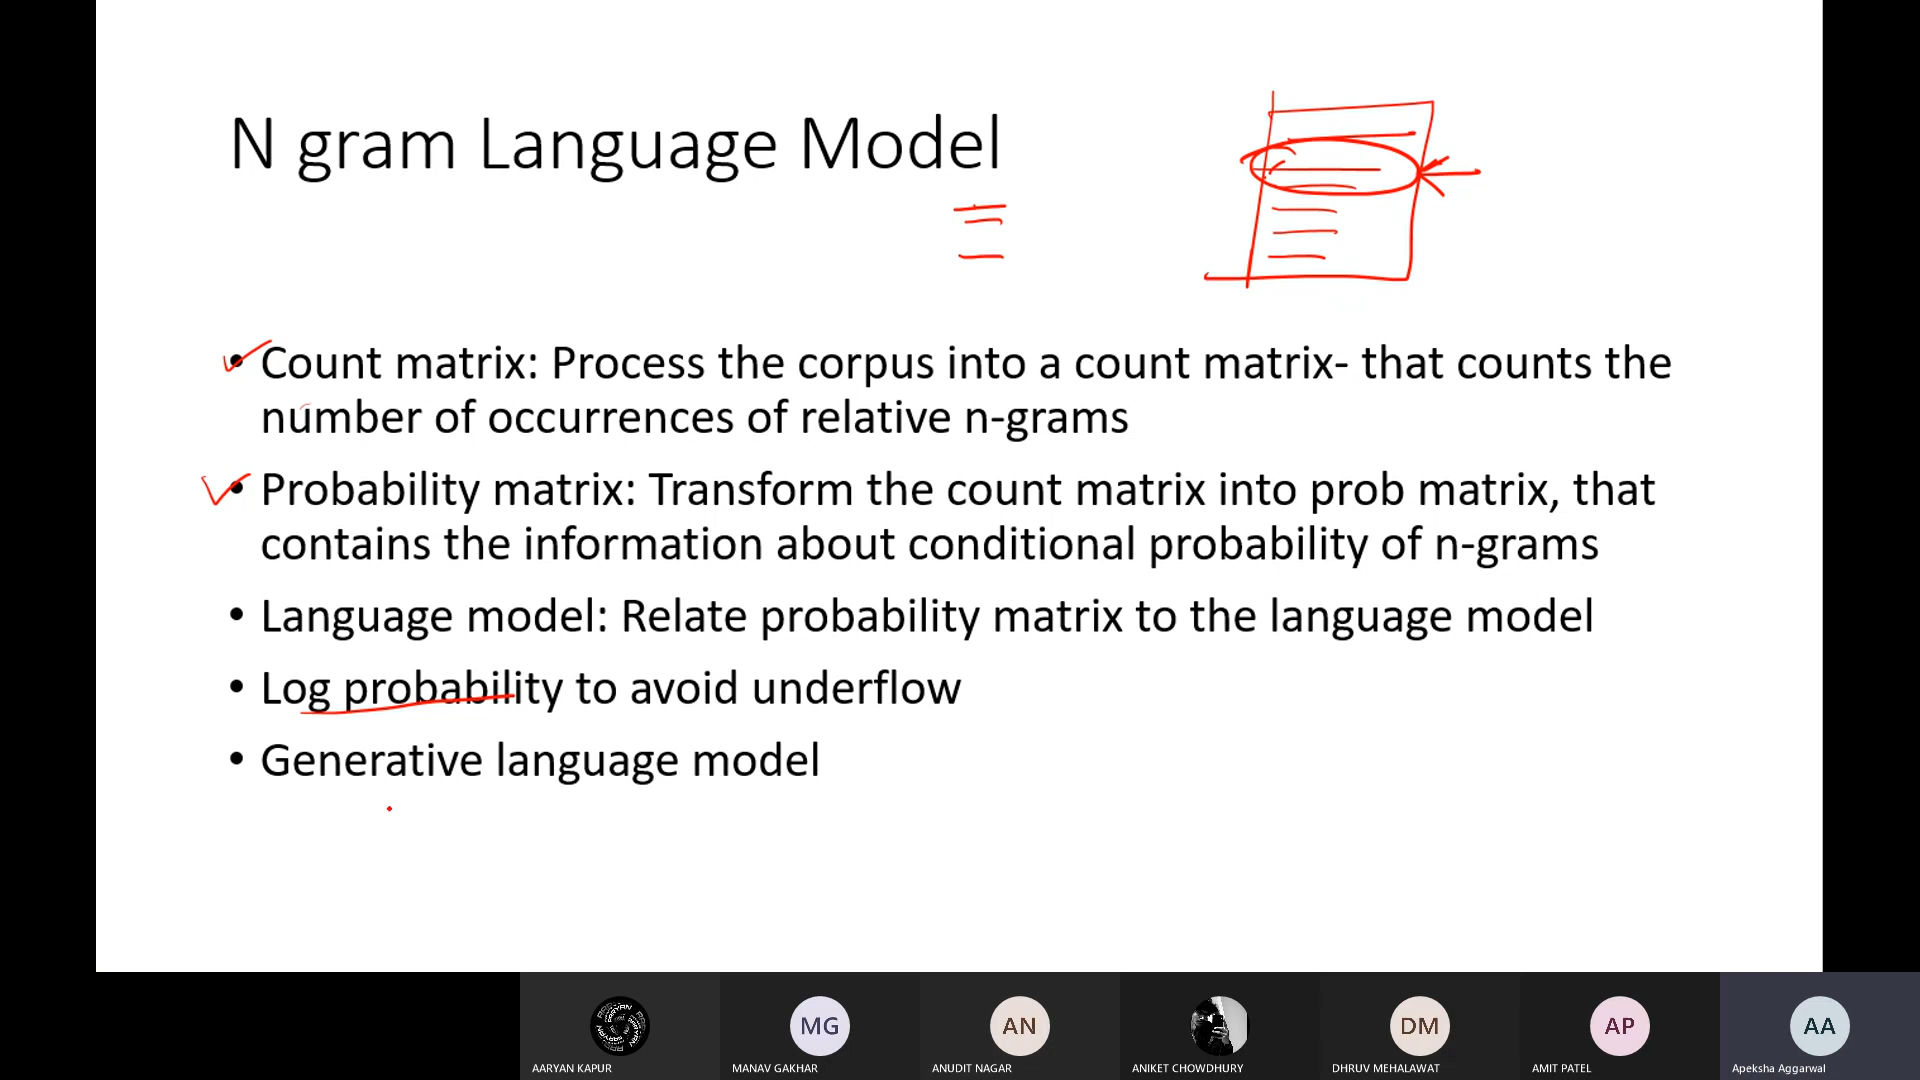 N gram Language Model
• Count matrix: Process the corpus into a count matrix- that counts the
number of occurrences of relative n-grams
• Probability matrix: Transform the count matrix into prob matrix, that
contains the information about conditional probability of n-grams
• Language model: Relate probability matrix to the language model
• Log probability to avoid underflow
• Generative language model
MG AN DM AP AA
AARYAN KAPUR MANAV GAKHAR ANUDIT NAGAR ANIKET CHOWDHURY DHRUV MEHALAWAT AMIT PATEL Apeksha Aggarwal